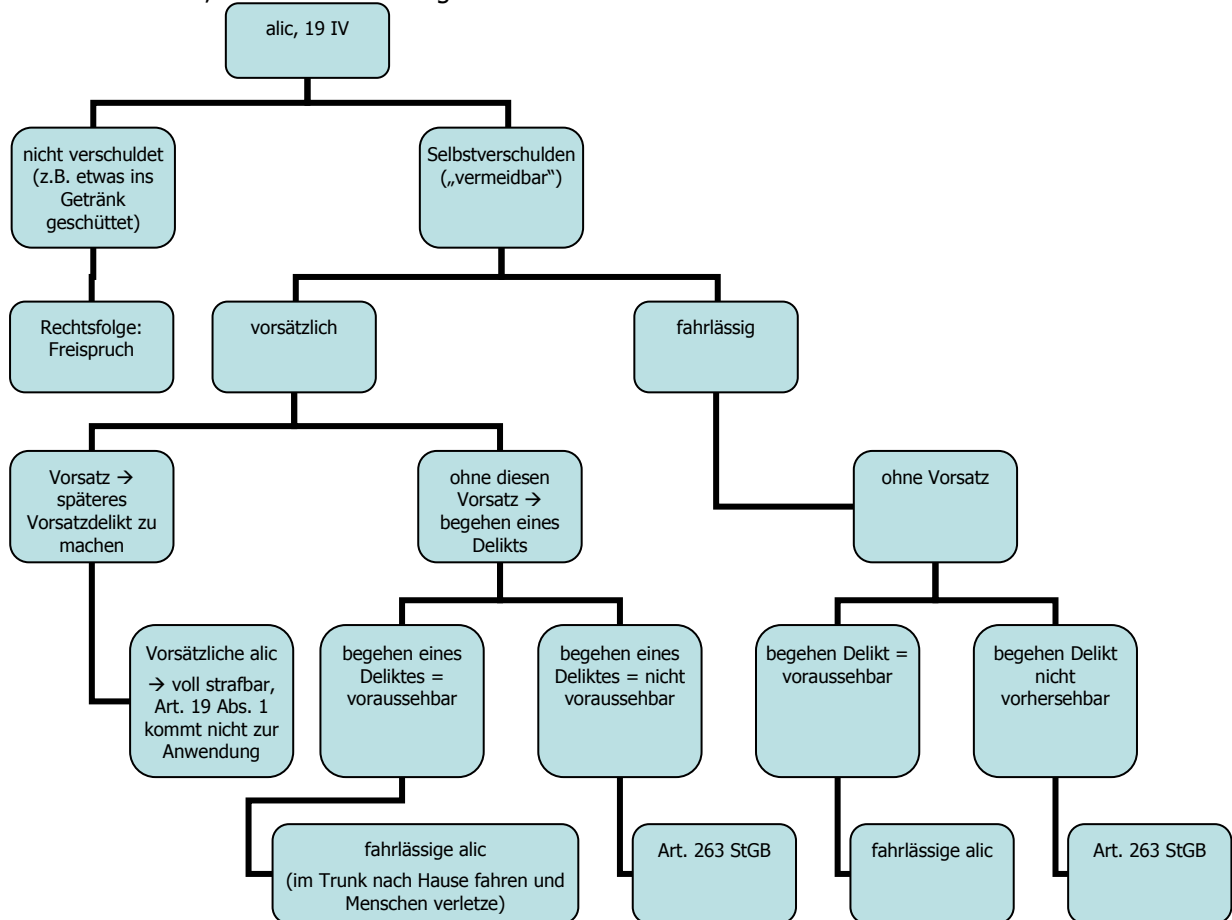 alic, 19 IV
nicht verschuldet
(z.B. etwas ins
Getränk
geschüttet)
Selbstverschulden
(„vermeidbar“)
Rechtsfolge:
Freispruch
vorsätzlich
fahrlässig
Vorsatz →
späteres
Vorsatzdelikt zu
machen
ohne diesen
Vorsatz →
begehen eines
Delikts
ohne Vorsatz
Vorsätzliche alic
→ voll strafbar,
Art. 19 Abs. 1
kommt nicht zur
Anwendung
begehen eines
Deliktes =
voraussehbar
begehen eines
Deliktes = nicht
voraussehbar
begehen Delikt =
voraussehbar
begehen Delikt
nicht
vorhersehbar
fahrlässige alic
(im Trunk nach Hause fahren und
Menschen verletze)
Art. 263 StGB
fahrlässige alic
Art. 263 StGB